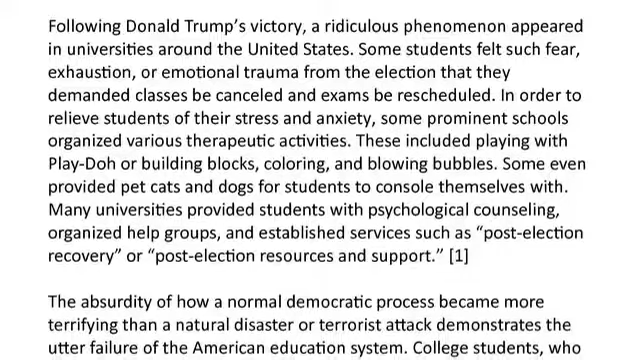 Following Donald Trump’s victory, a ridiculous phenomenon appeared
in universities around the United States. Some students felt such fear,
exhaustion, or emotional trauma from the election that they
demanded classes be canceled and exams be rescheduled. In order to
relieve students of their stress and anxiety, some prominent schools
organized various therapeutic activities. These included playing with
Play-Doh or building blocks, coloring, and blowing bubbles. Some even
provided pet cats and dogs for students to console themselves with.
Many universities provided students with psychological counseling,
organized help groups, and established services such as “post-election
recovery” or “post-election resources and support.” [1]
The absurdity of how a normal democratic process became more
terrifying than a natural disaster or terrorist attack demonstrates the
utter failure of the American education system. College students, who